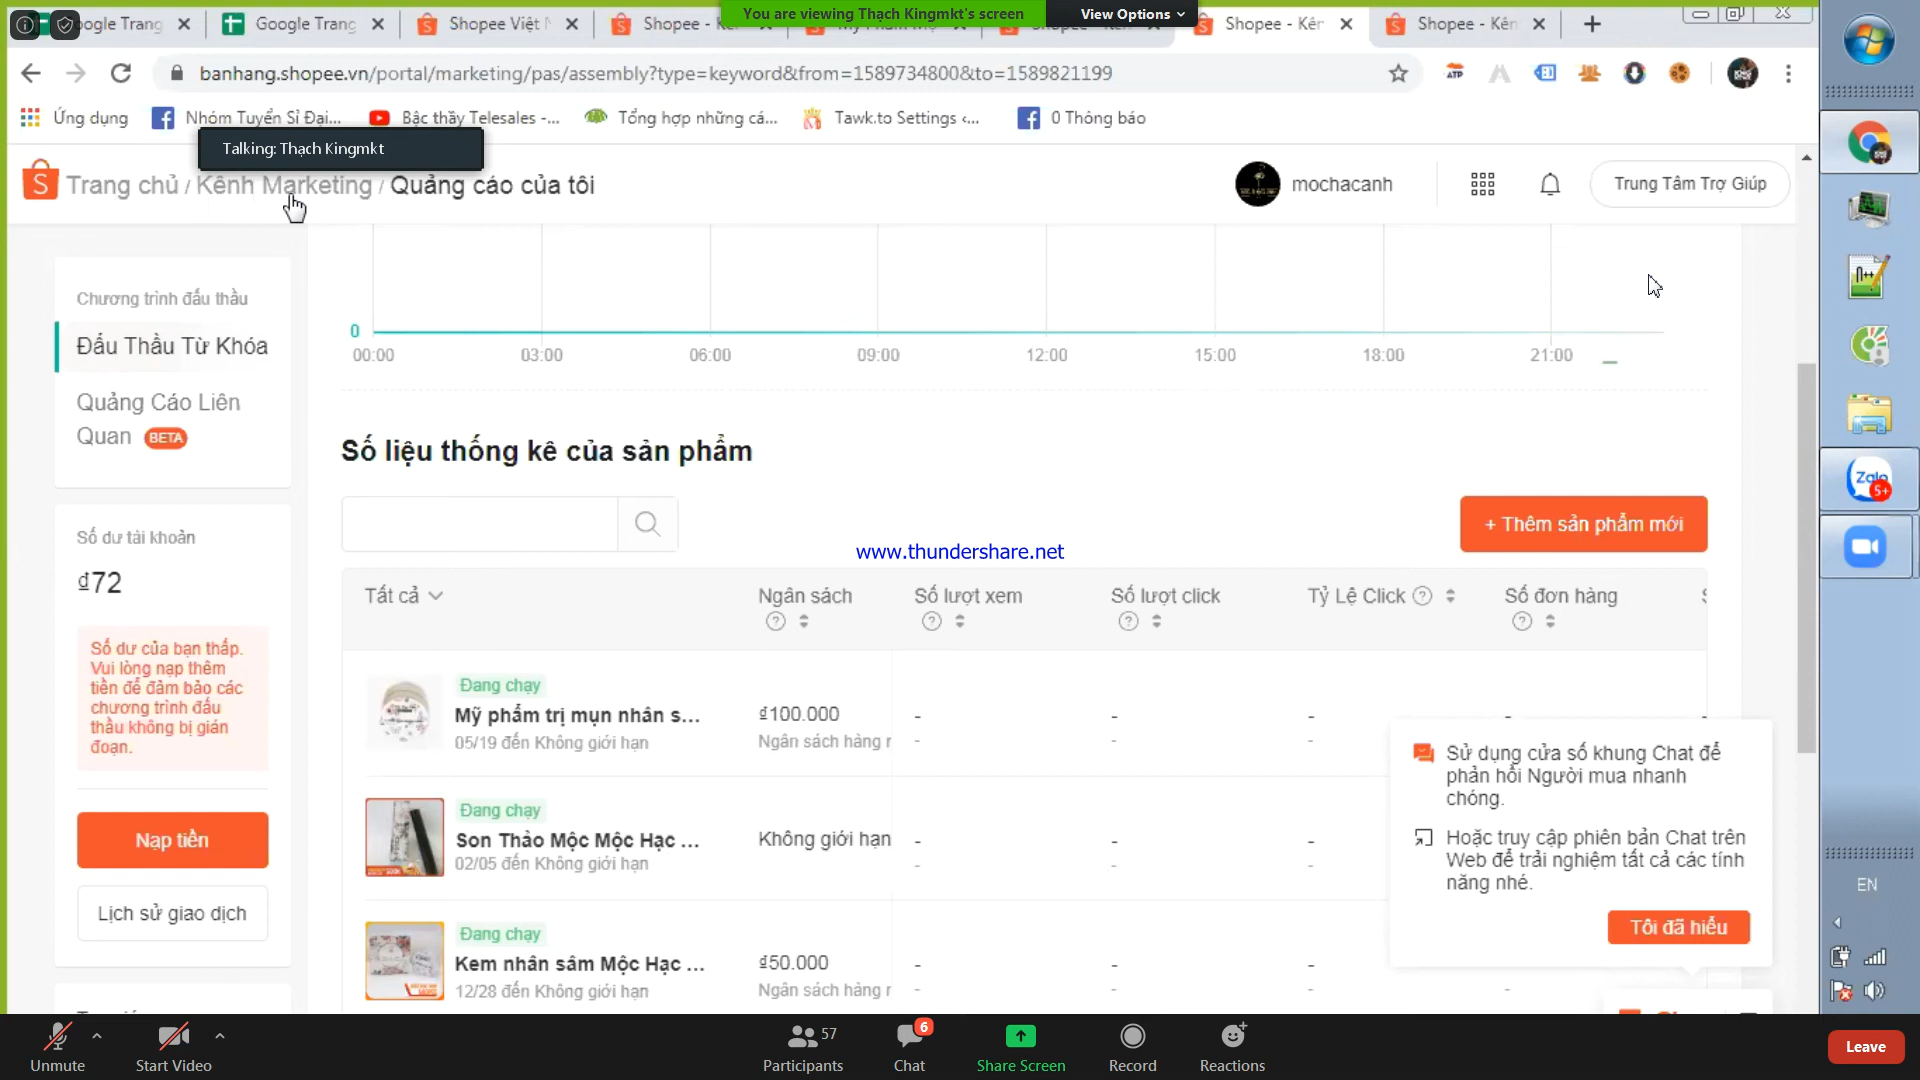 Google Trang
Shopee Việt
Shopee -
You are viewing Thạch Kingmkt's screen
View Options
Shopee - Kên
Shopee - Kên
banhang.shopee.vn/portal/marketing/pas/assembly?type=keyword&from=1589734800&to=1589821199
ATP
Ứng dụng
Nhóm Tuyển Sỉ Đại...
Bậc thầy Telesales -...
Tổng hợp những cá...
Tawk.to Settings ‹...
0 Thông báo
Talking: Thạch Kingmkt
Trang chủ / Kênh Marketing / Quảng cáo của tôi
mochacanh
Trung Tâm Trợ Giúp
Chương trình đấu thầu
Đấu Thầu Từ Khóa
Quảng Cáo Liên
Quan BETA
0
00:00 03:00 06:00 09:00 12:00 15:00 18:00 21:00
Số liệu thống kê của sản phẩm
Số dư tài khoản
₫72
Số dư của bạn thấp.
Vui lòng nạp thêm
tiền để đảm bảo các
chương trình đấu
thầu không bị gián
đoạn.
Nạp tiền
Lịch sử giao dịch
+ Thêm sản phẩm mới
www.thundershare.net
Tất cả
Ngân sách
Số lượt xem
Số lượt click
Tỷ Lệ Click
Số đơn hàng
Đang chạy
Mỹ phẩm trị mụn nhân s...
05/19 đến Không giới hạn
₫100.000
Ngân sách hàng
- - - -
- - -
Đang chạy
Son Thảo Mộc Mộc Hạc ...
02/05 đến Không giới hạn
Không giới hạn
- - -
- - -
Đang chạy
Kem nhân sâm Mộc Hạc ...
12/28 đến Không giới hạn
₫50.000
Ngân sách hàng
- - -
- - - -
Sử dụng cửa sổ khung Chat để
phản hồi Người mua nhanh
chóng.
Hoặc truy cập phiên bản Chat trên
Web để trải nghiệm tất cả các tính
năng nhé.
Tôi đã hiểu
Zalo
5+
EN
Unmute
Start Video
57
Participants
6
Chat
Share Screen
Record
Reactions
Leave